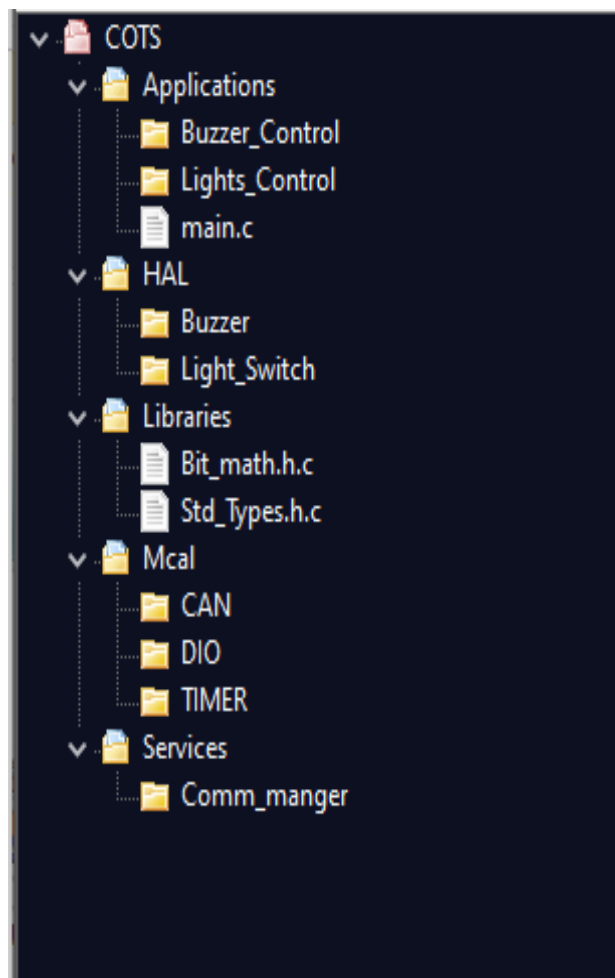 COTS
Applications
Buzzer_Control
Lights_Control
main.c
HAL
Buzzer
Light_Switch
Libraries
Bit_math.h.c
Std_Types.h.c
Mcal
CAN
DIO
TIMER
Services
Comm_manger